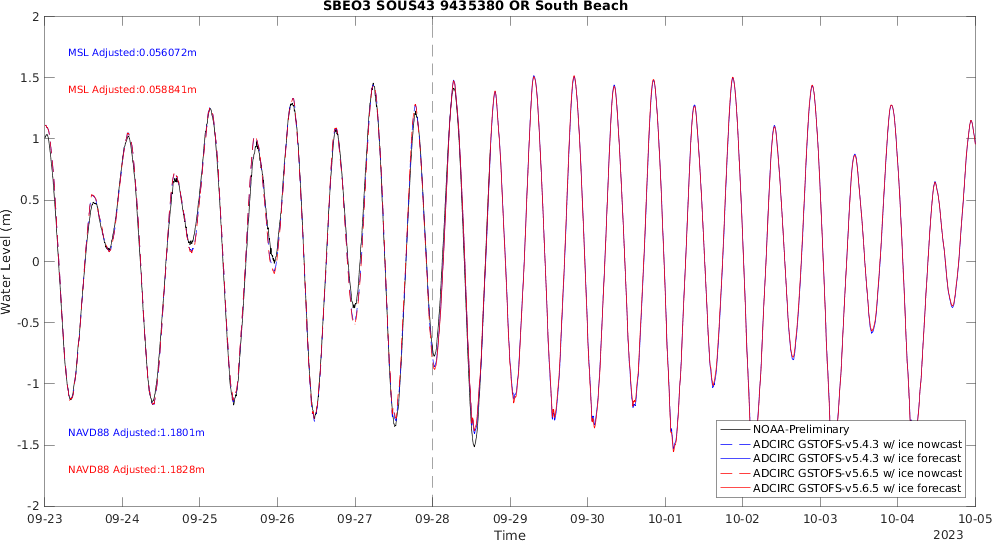 SBEO3 SOUS43 9435380 OR South Beach
2
1.5
1
0.5
0
-0.5
-1
-1.5
-2
Water Level (m)
MSL Adjusted:0.056072m
MSL Adjusted:0.058841m
NAVD88 Adjusted:1.1801m
NAVD88 Adjusted:1.1828m
NOAA-Preliminary
ADCIRC GSTOFS-v5.4.3 w/ ice nowcast
ADCIRC GSTOFS-v5.4.3 w/ ice forecast
ADCIRC GSTOFS-v5.6.5 w/ ice nowcast
ADCIRC GSTOFS-v5.6.5 w/ ice forecast
09-23 09-24 09-25 09-26 09-27 09-28 09-29 09-30 10-01 10-02 10-03 10-04 10-05
Time
2023